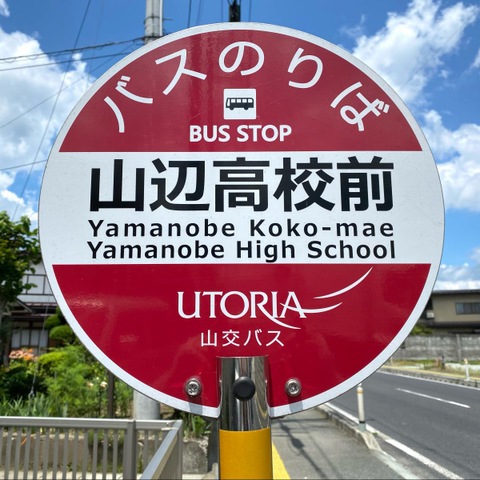 バスのりば
BUS STOP
山辺高校前
Yamanobe Koko-mae
Yamanobe High School
UTORIA
山交バス